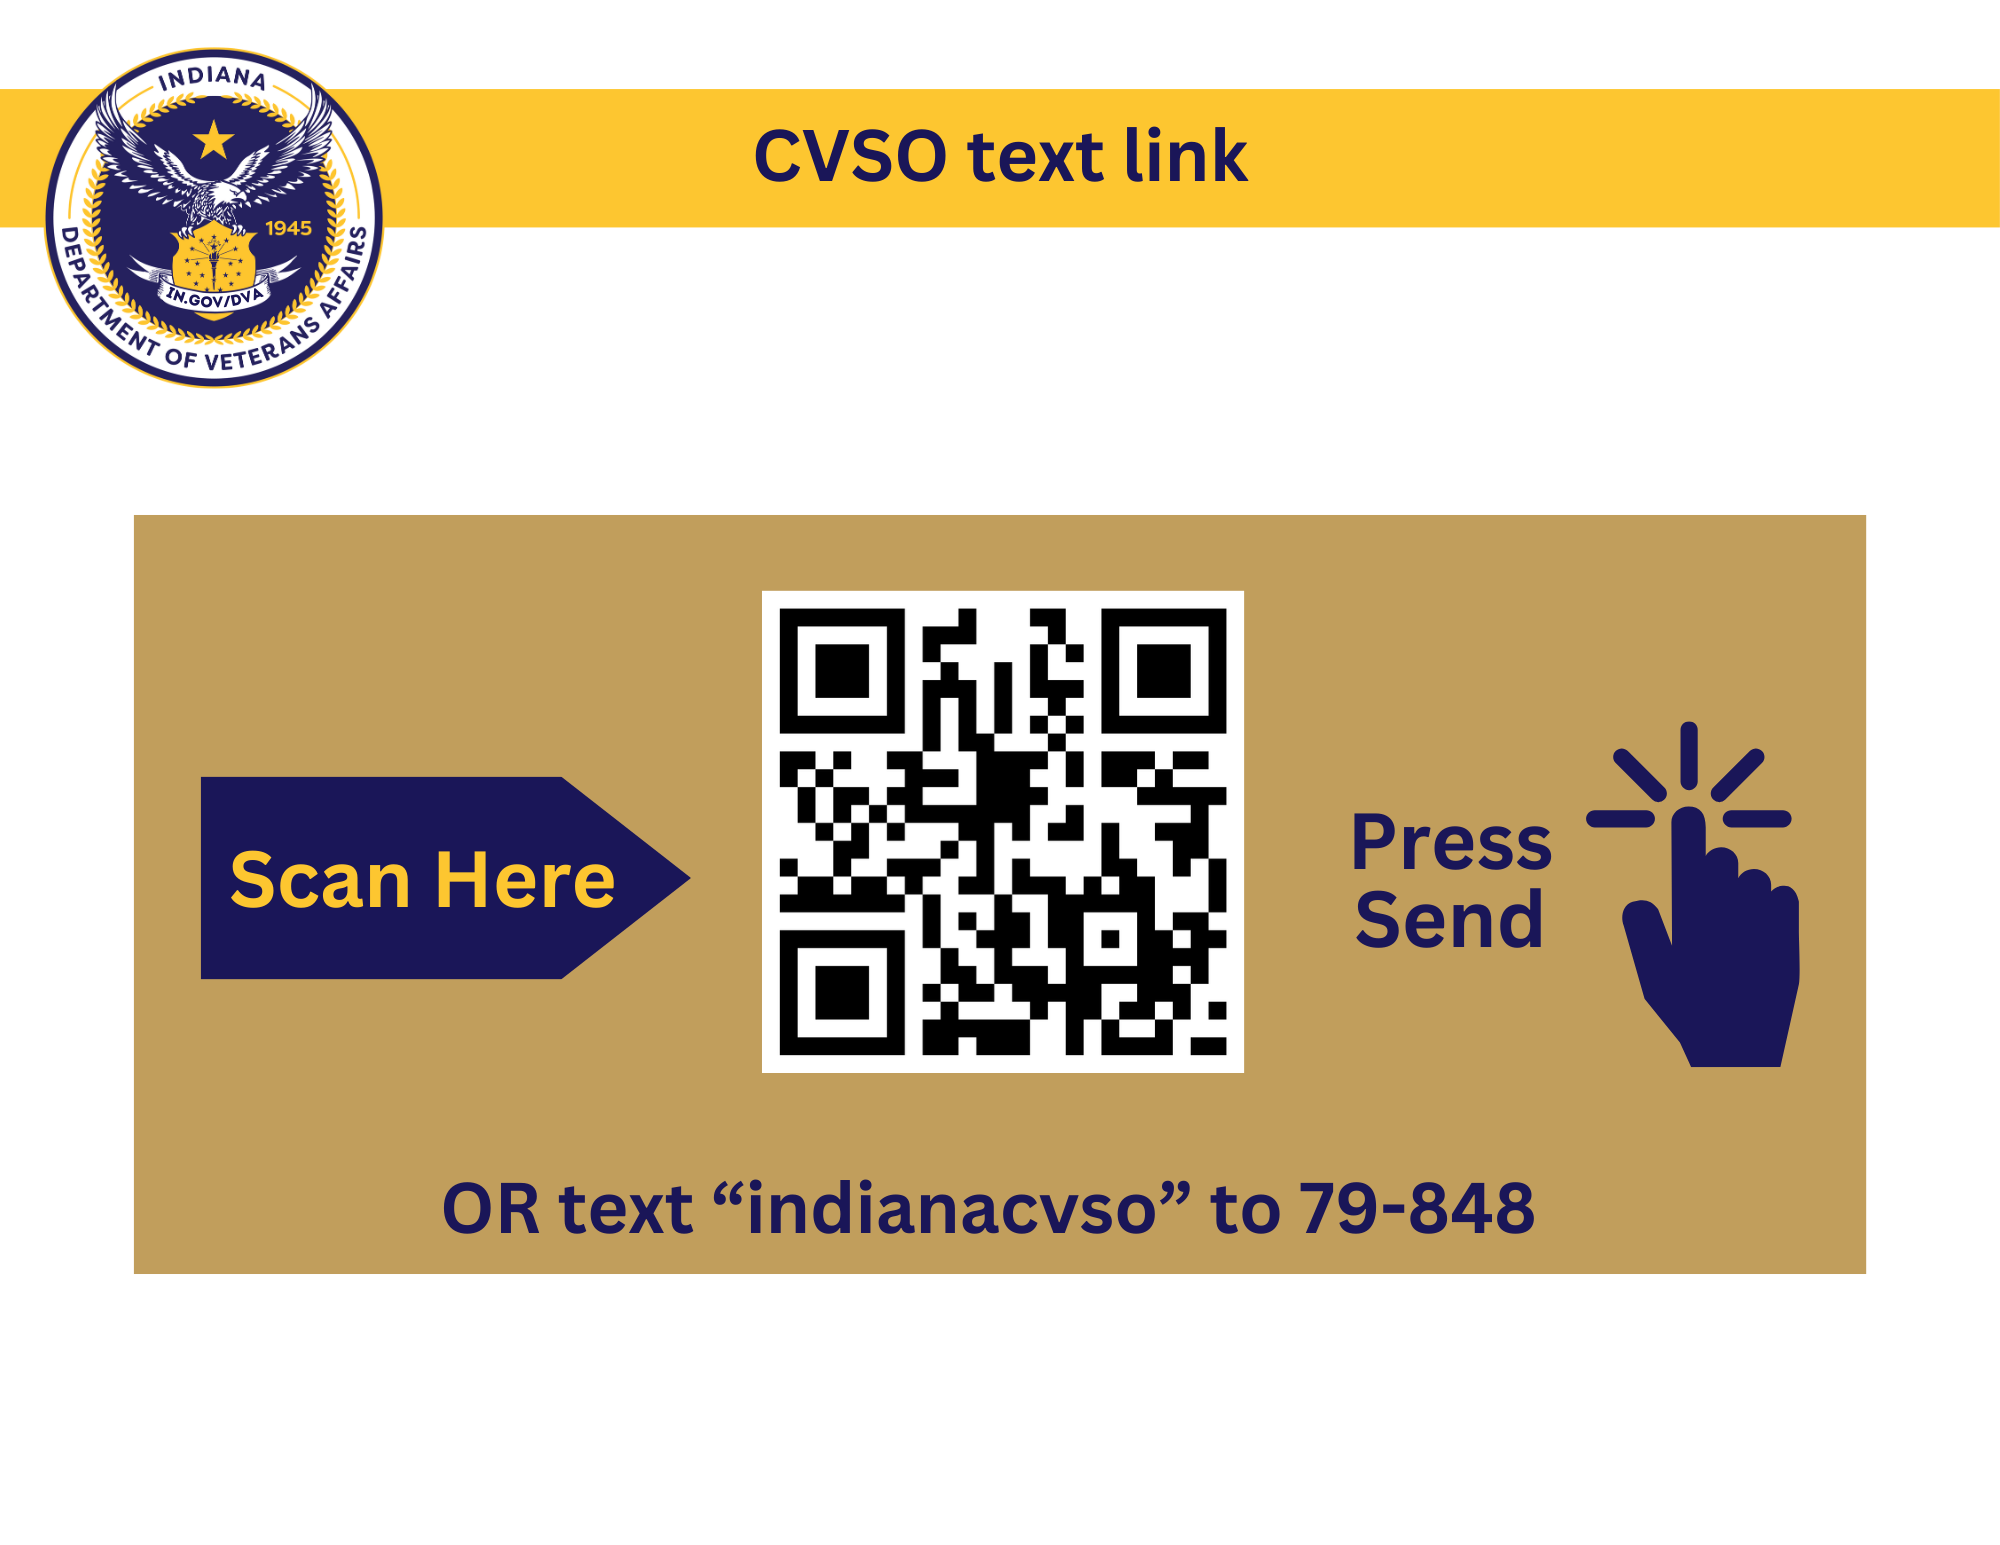 INDIANA
1945
IN.GOV/DVA
DEPARTMENT OF VETERANS AFFAIRS
CVSO text link
Scan Here
Press
Send
OR text “indianacvso” to 79-848